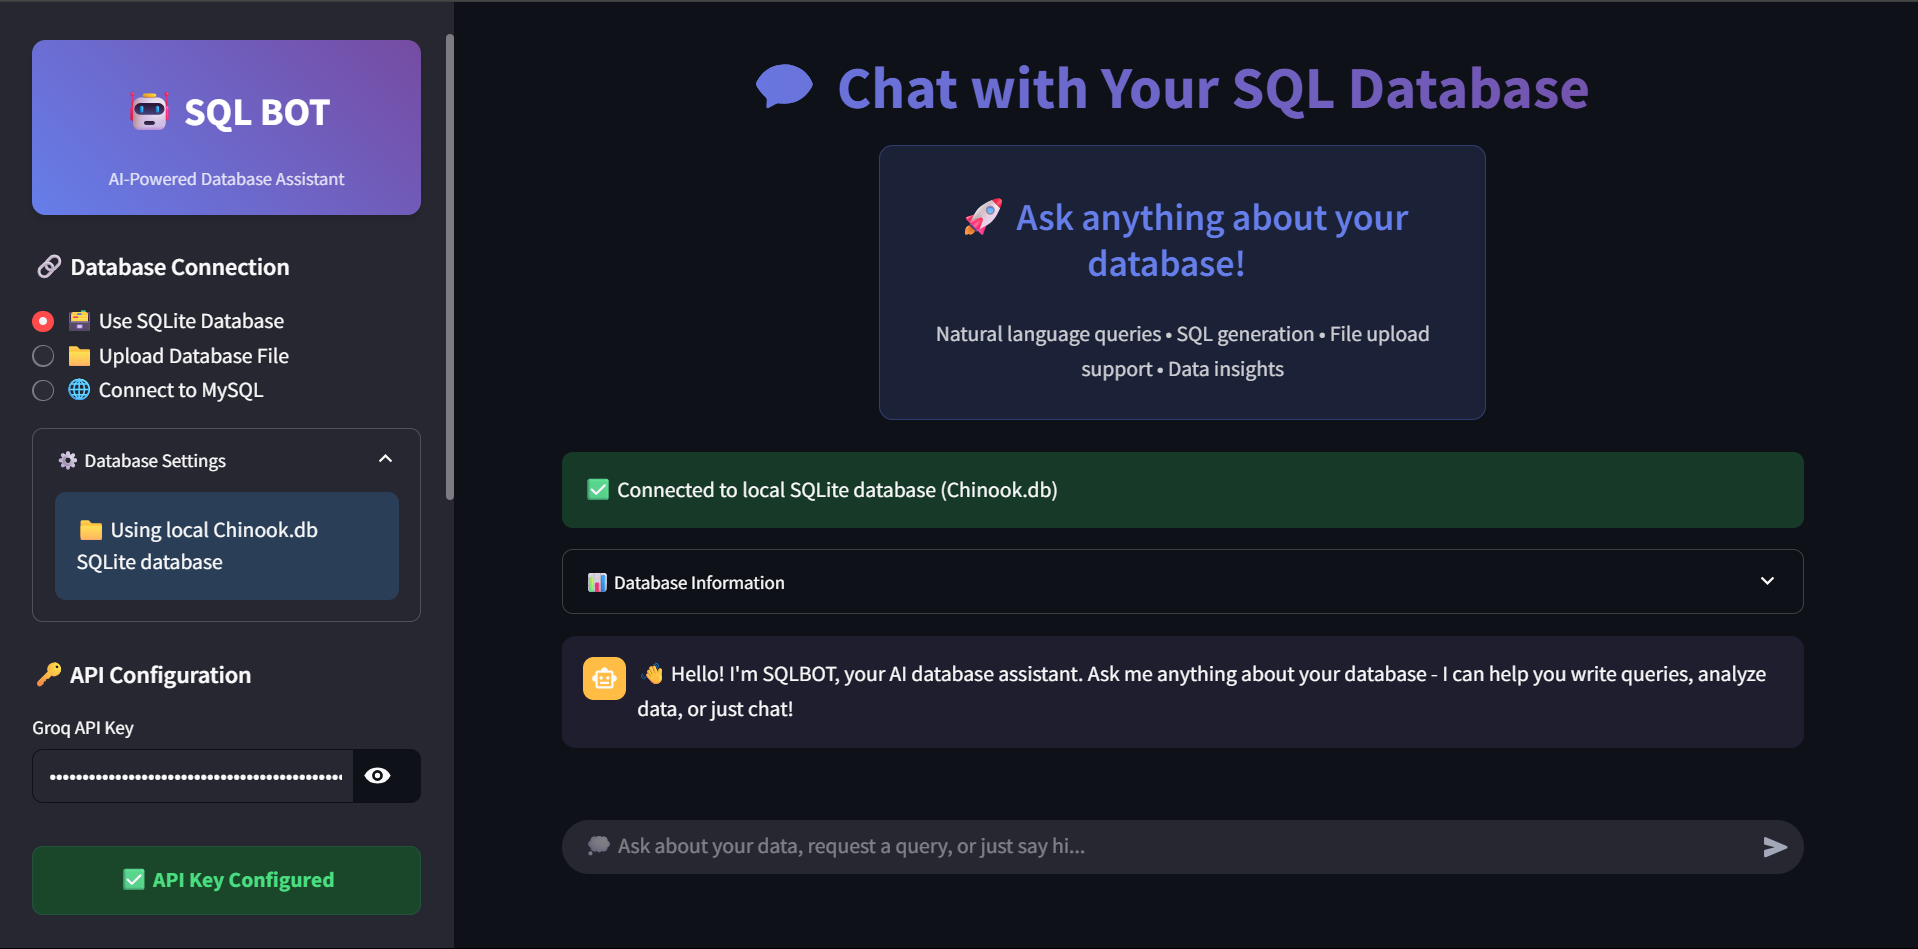 🤖 SQL BOT
AI-Powered Database Assistant
🔗 Database Connection
🗃️ Use SQLite Database
📁 Upload Database File
🌐 Connect to MySQL
⚙️ Database Settings
📁 Using local Chinook.db
SQLite database
🔑 API Configuration
Groq API Key
✅ API Key Configured
💬 Chat with Your SQL Database
🚀 Ask anything about your
database!
Natural language queries • SQL generation • File upload
support • Data insights
✅ Connected to local SQLite database (Chinook.db)
📊 Database Information
👋 Hello! I'm SQLBOT, your AI database assistant. Ask me anything about your database - I can help you write queries, analyze
data, or just chat!
💭 Ask about your data, request a query, or just say hi...